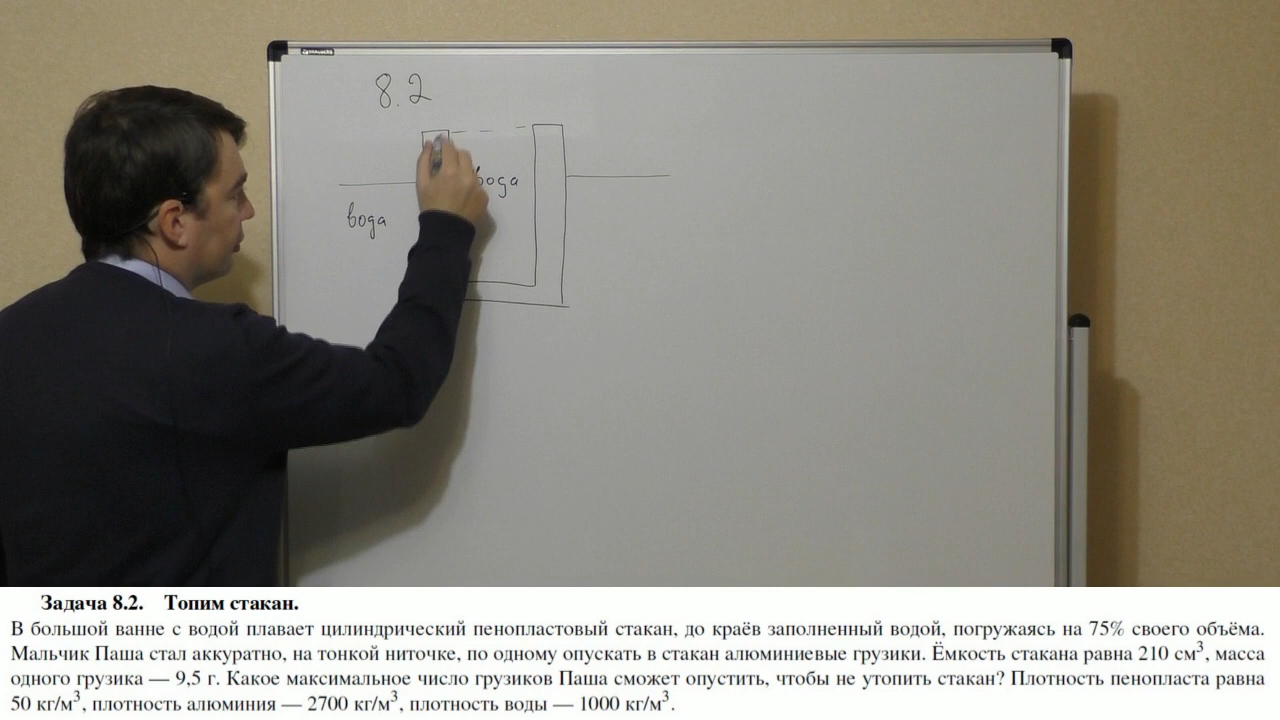 8.2
вода
вода
Задача 8.2. Топим стакан.
В большой ванне с водой плавает цилиндрический пенопластовый стакан, до краёв заполненный водой, погружаясь на 75% своего объёма.
Мальчик Паша стал аккуратно, на тонкой ниточке, по одному опускать в стакан алюминиевые грузики. Ёмкость стакана равна 210 см³, масса
одного грузика — 9,5 г. Какое максимальное число грузиков Паша сможет опустить, чтобы не утопить стакан? Плотность пенопласта равна
50 кг/м³, плотность алюминия — 2700 кг/м³, плотность воды — 1000 кг/м³.